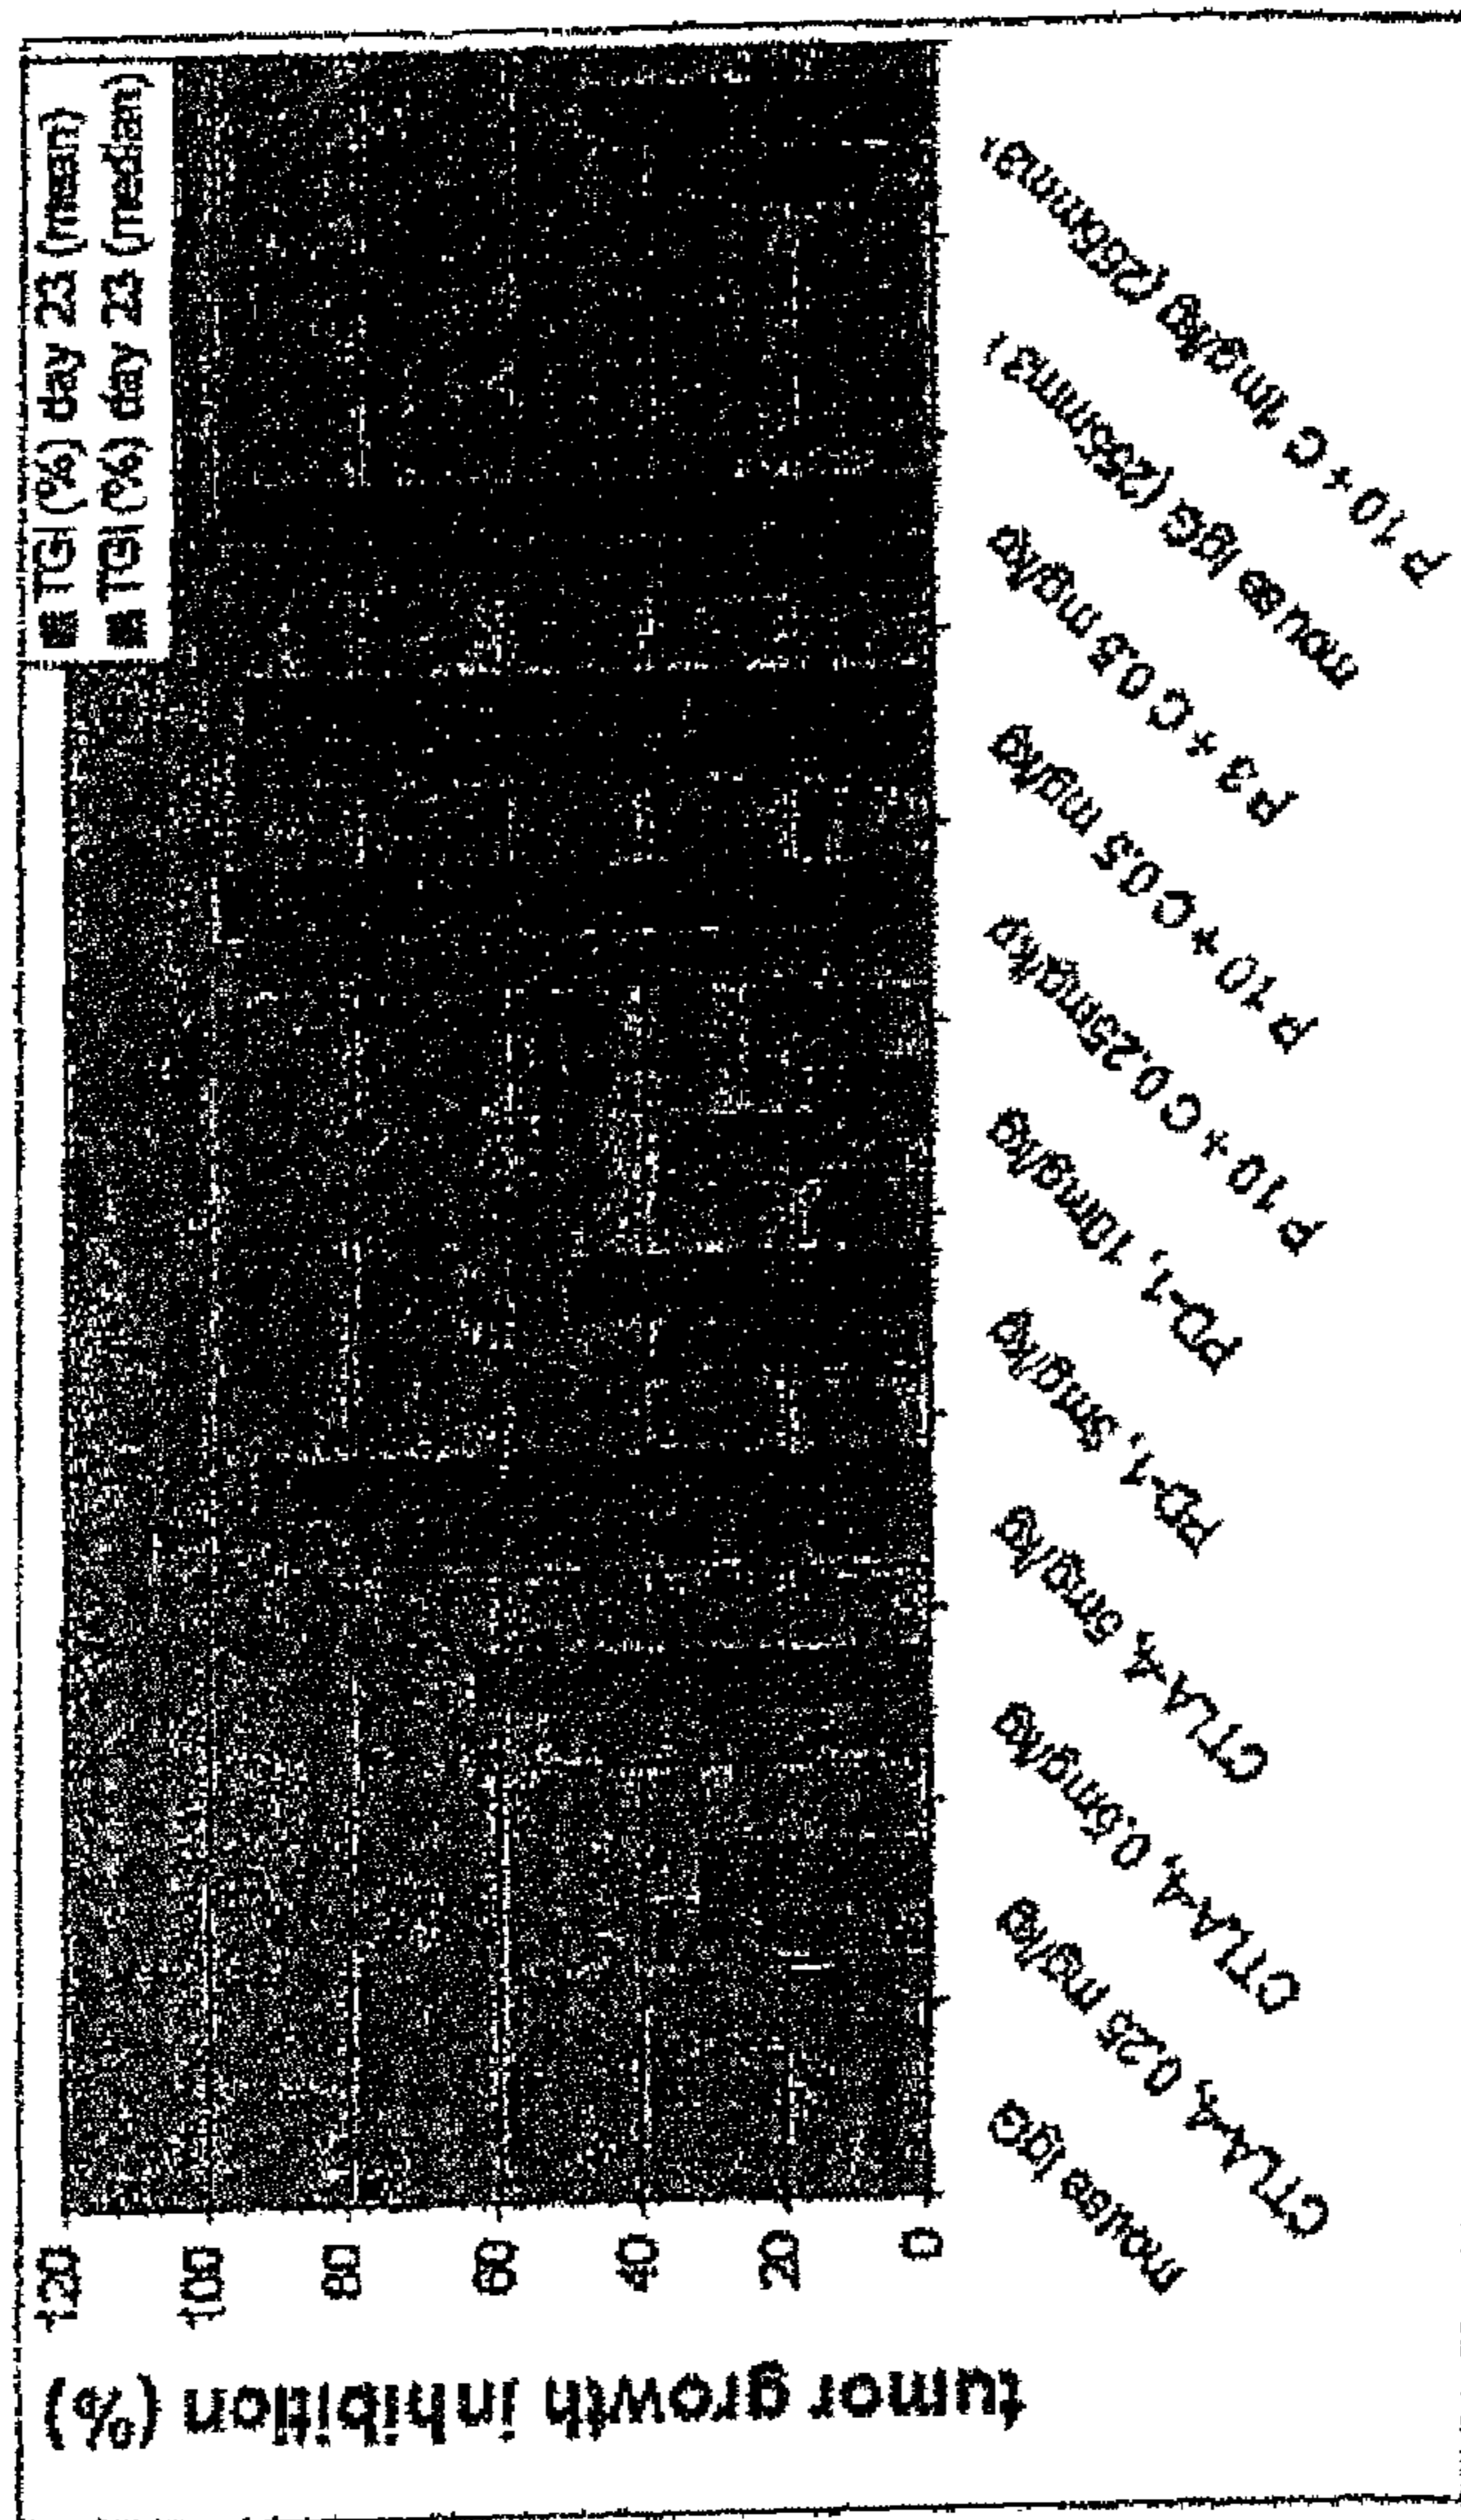 TGI (%) day 23 (mean)
TGI (%) day 23 (median)
tumor growth inhibition (%)
120
100
80
60
40
20
0
mouse IgG
CTLA-4, 0.25 mg/kg
CTLA-4, 0.5mg/kg
CTLA-4, 5mg/kg
PD-1, 3mg/kg
PD-1, 10mg/kg
P 10 + C 0.25mg/kg
P 10 + C 0.5 mg/kg
P 3 + C 0.5 mg/kg
mouse IgG (255mm3)
P 10 + C 1mg/kg (266mm3)